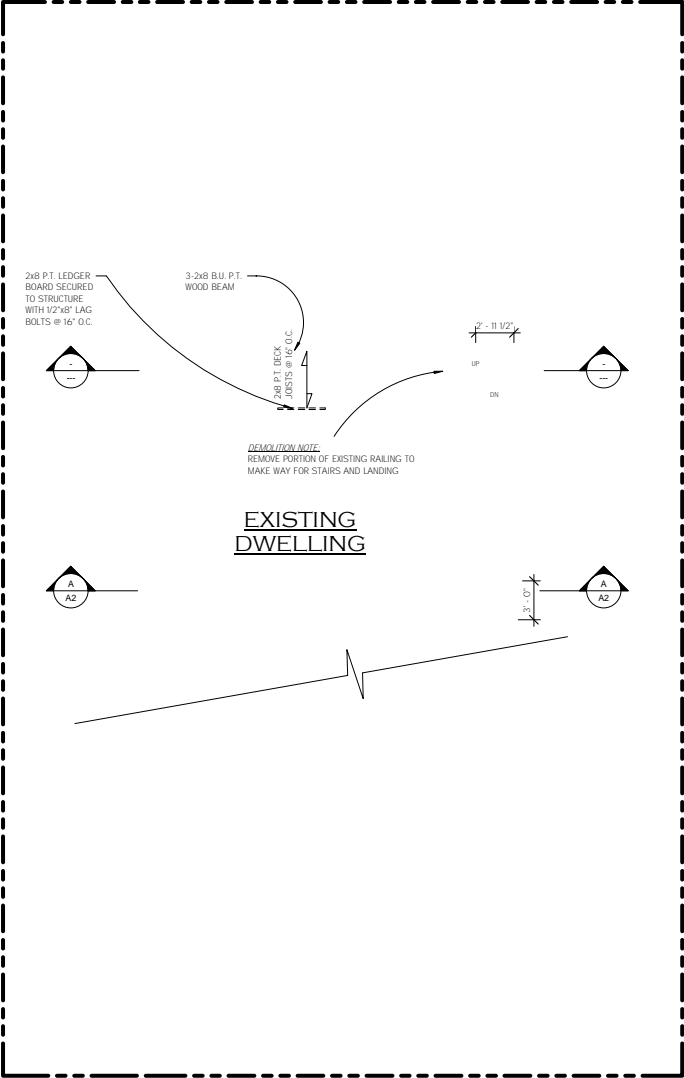 2x8 P.T. LEDGER
BOARD SECURED
TO STRUCTURE
WITH 1/2"x8" LAG
BOLTS @ 16" O.C.
3-2x8 B.U. P.T.
WOOD BEAM
2x8 P.T. DECK
JOISTS @ 16" O.C.
2' - 11 1/2"
UP
DN
-
---
-
---
DEMOLITION NOTE:
REMOVE PORTION OF EXISTING RAILING TO
MAKE WAY FOR STAIRS AND LANDING
EXISTING
DWELLING
A
A2
3' - 0"
A
A2